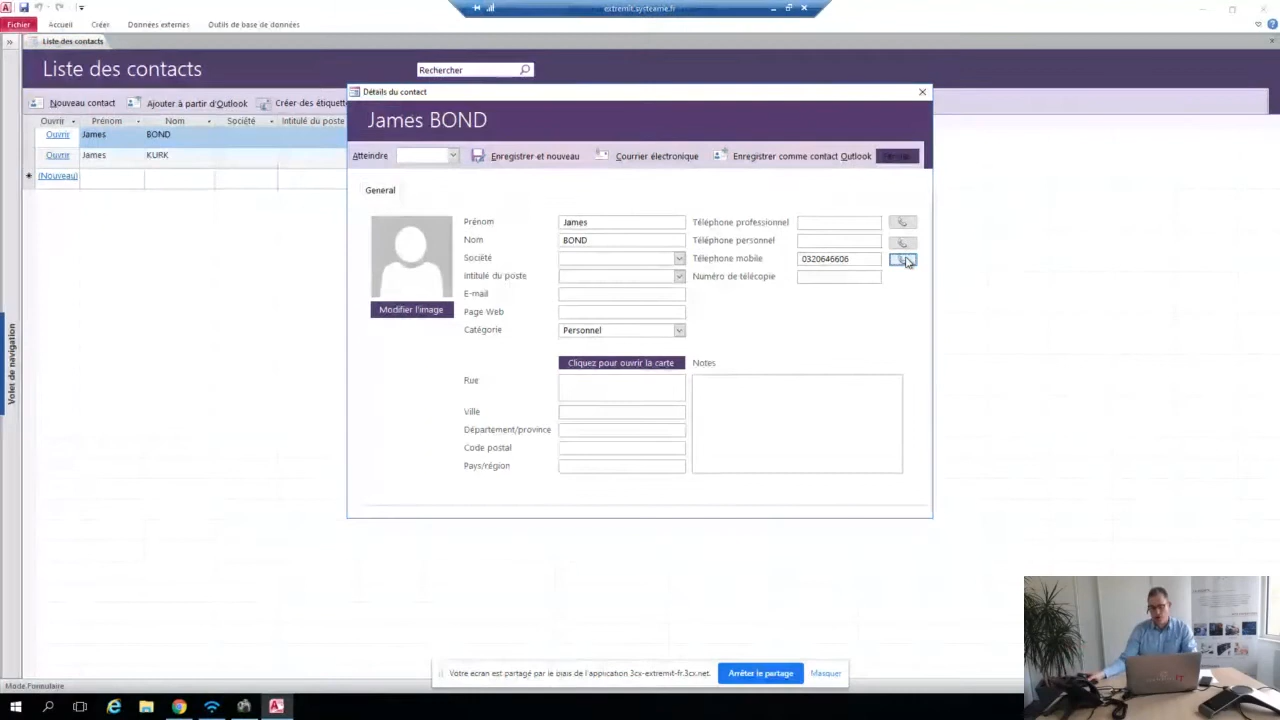 extremit.systeame.fr
Fichier
Accueil
Créer
Données externes
Outils de base de données
Liste des contacts
Liste des contacts
Rechercher
Nouveau contact
Ajouter à partir d'Outlook
Créer des étiquett
Ouvrir
Prénom
Nom
Société
Intitulé du poste
Ouvrir
James
BOND
Ouvrir
James
KURK
(Nouveau)
Détails du contact
James BOND
Atteindre
Enregistrer et nouveau
Courrier électronique
Enregistrer comme contact Outlook
General
Modifier l'image
Prénom
James
Nom
BOND
Société
Intitulé du poste
E-mail
Page Web
Catégorie
Personnel
Téléphone professionnel
Téléphone personnel
Téléphone mobile
0320646606
Numéro de télécopie
Cliquez pour ouvrir la carte
Notes
Rue
Ville
Département/province
Code postal
Pays/région
Volet de navigation
Votre écran est partagé par le biais de l'application 3cx-extremit-fr.3cx.net.
Arrêter le partage
Masquer
Mode Formulaire